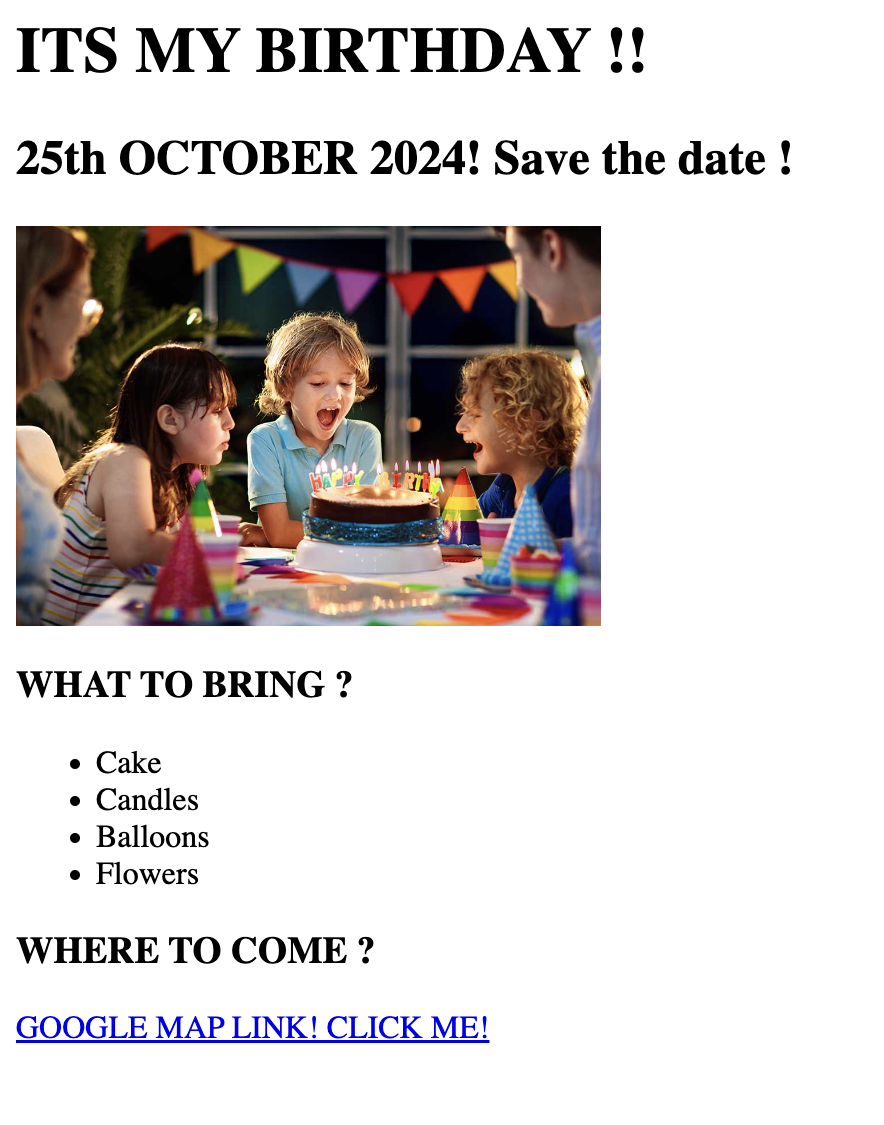 ITS MY BIRTHDAY !!
25th OCTOBER 2024! Save the date !
HAPPY BIRTH
WHAT TO BRING ?
Cake
Candles
Balloons
Flowers
WHERE TO COME ?
GOOGLE MAP LINK! CLICK ME!